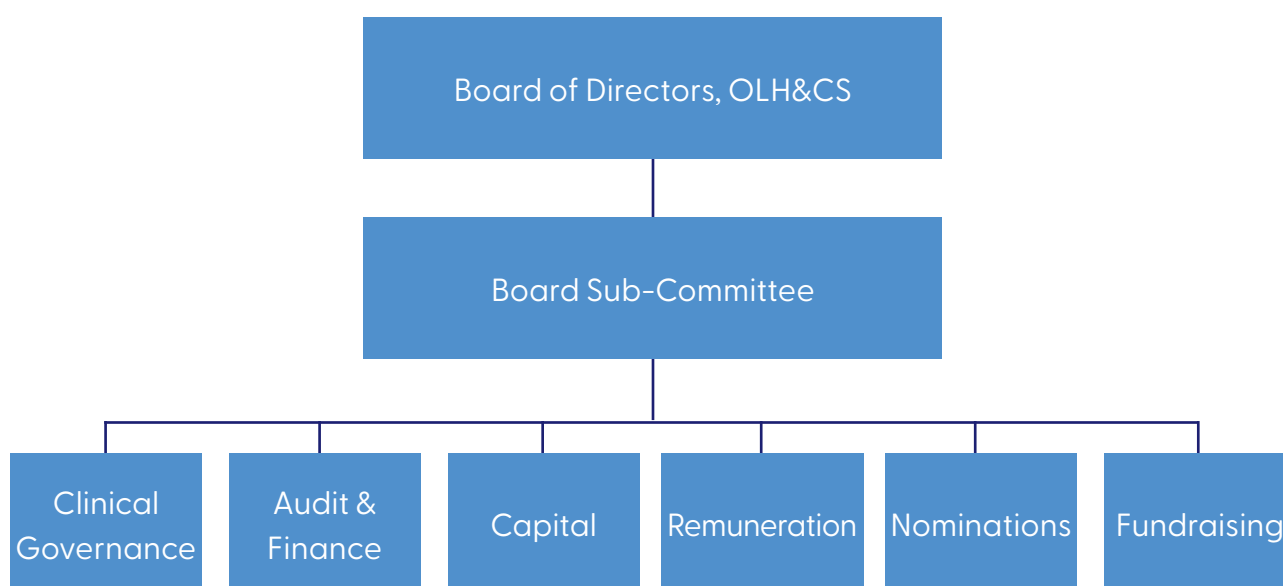 Board of Directors, OLH&CS
Board Sub-Committee
Clinical
Governance
Audit &
Finance
Capital
Remuneration
Nominations
Fundraising